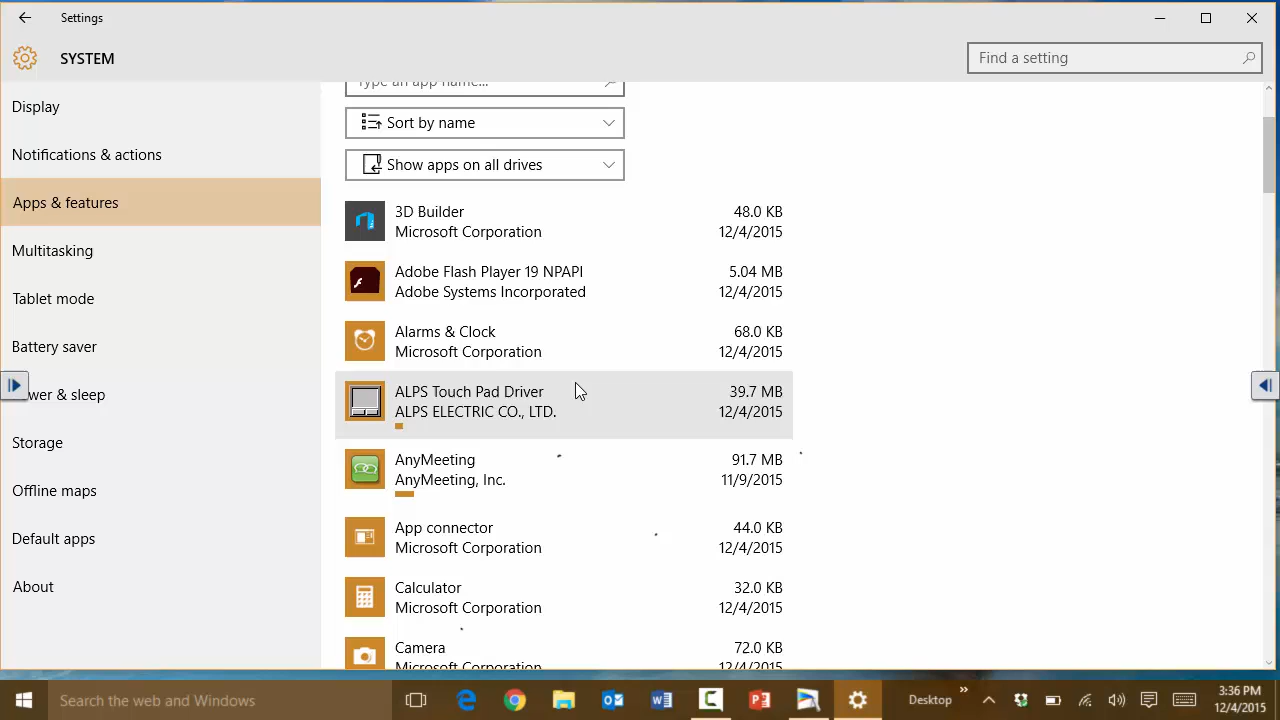 Settings
SYSTEM
Find a setting
Display
Notifications & actions
Apps & features
Multitasking
Tablet mode
Battery saver
wer & sleep
Storage
Offline maps
Default apps
About
Type an app name...
Sort by name
Show apps on all drives
3D Builder 48.0 KB
Microsoft Corporation 12/4/2015
Adobe Flash Player 19 NPAPI 5.04 MB
Adobe Systems Incorporated 12/4/2015
Alarms & Clock 68.0 KB
Microsoft Corporation 12/4/2015
ALPS Touch Pad Driver 39.7 MB
ALPS ELECTRIC CO., LTD. 12/4/2015
AnyMeeting 91.7 MB
AnyMeeting, Inc. 11/9/2015
App connector 44.0 KB
Microsoft Corporation 12/4/2015
Calculator 32.0 KB
Microsoft Corporation 12/4/2015
Camera 72.0 KB
Microsoft Corporation 12/4/2015
Search the web and Windows
Desktop
3:36 PM
12/4/2015